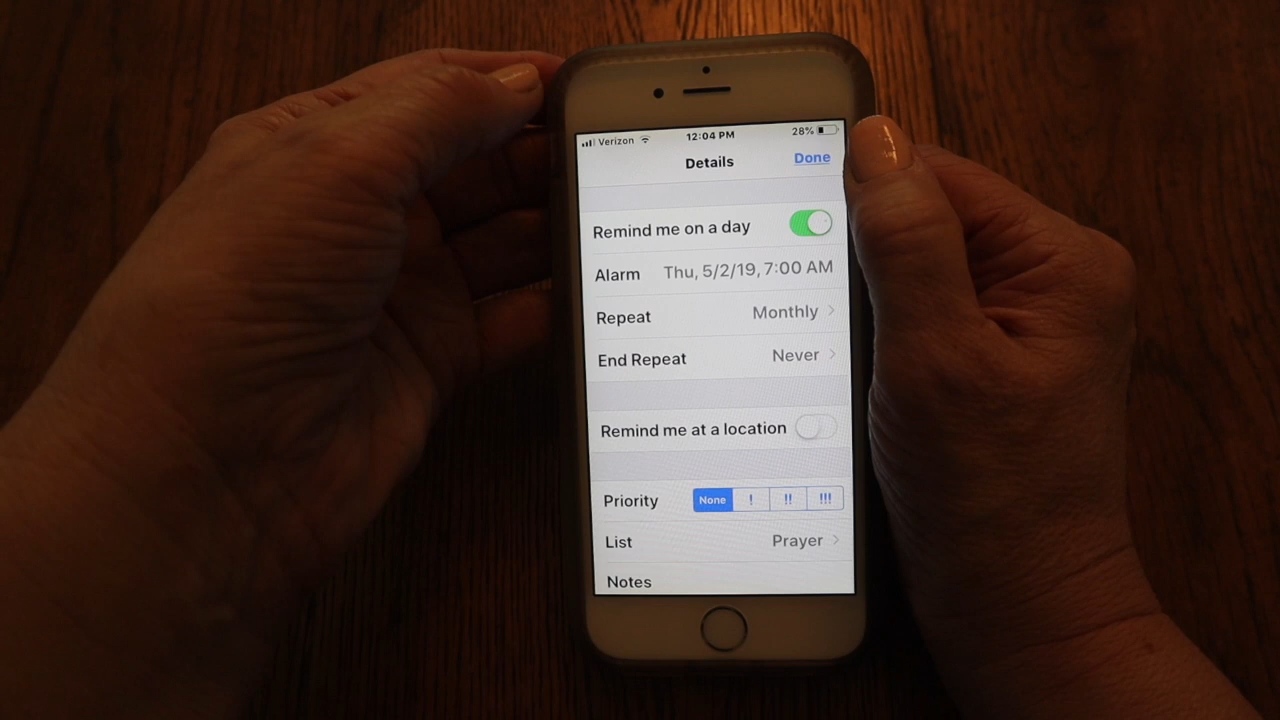 Verizon 12:04 PM 28%
Details Done
Remind me on a day
Alarm Thu, 5/2/19, 7:00 AM
Repeat Monthly
End Repeat Never
Remind me at a location
Priority None ! !! !!!
List Prayer
Notes